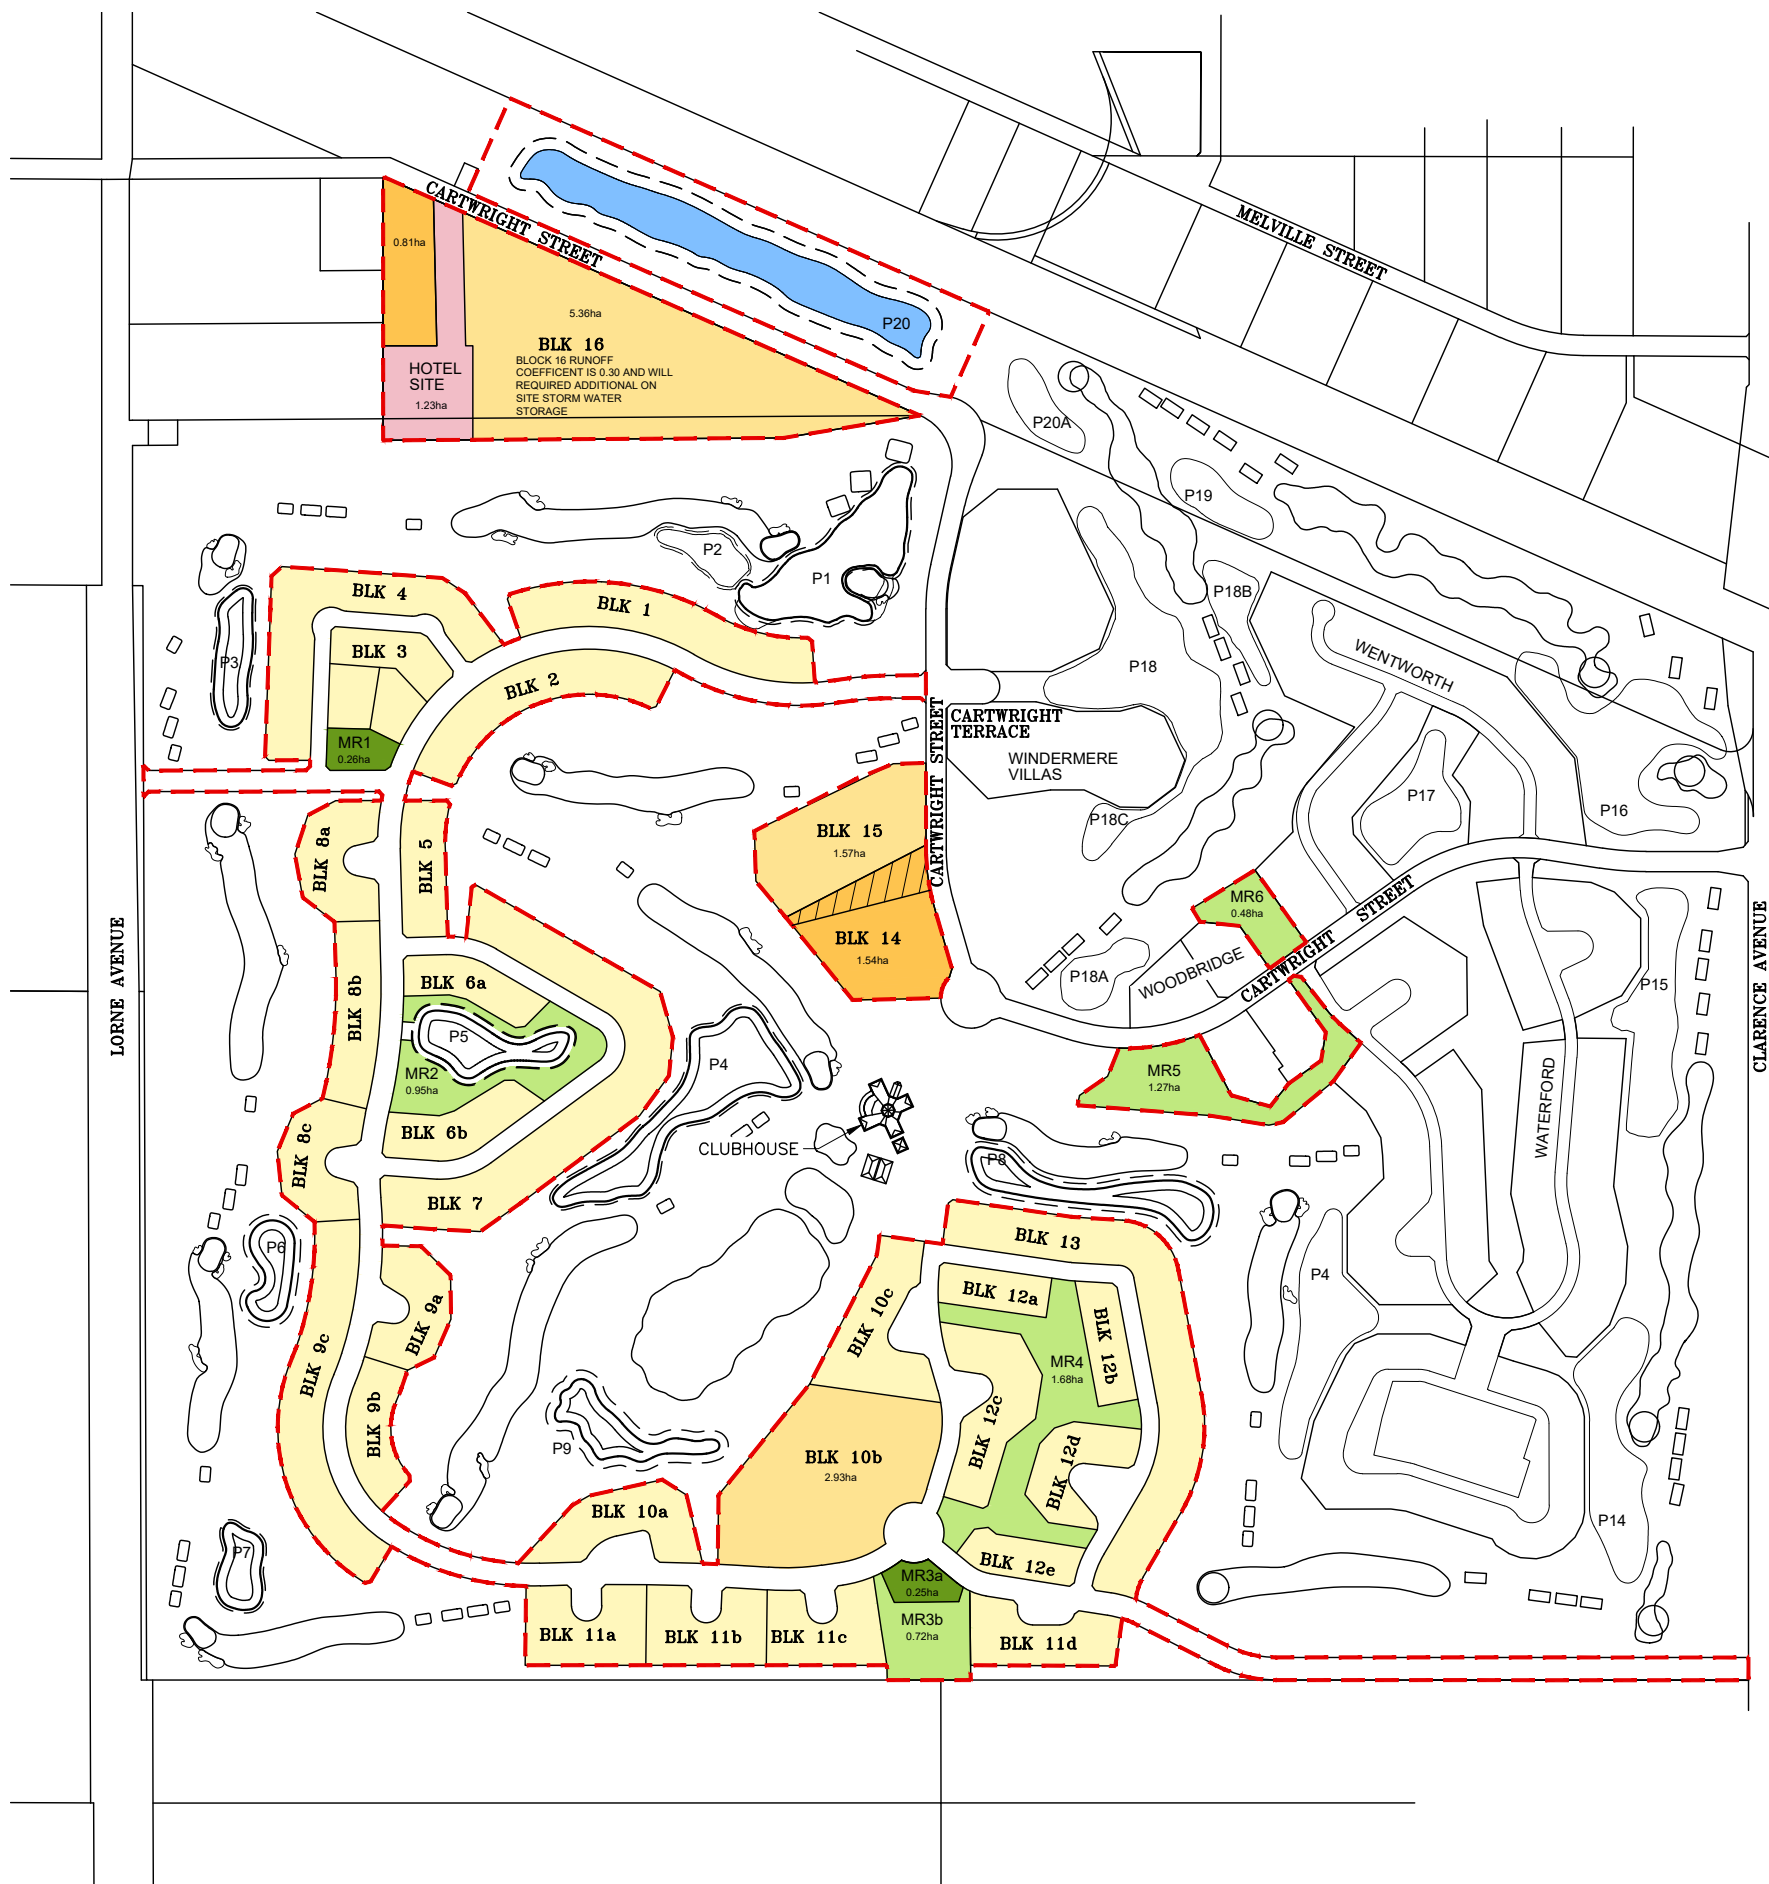 CARTWRIGHT STREET
MELVILLE STREET
0.81ha
5.36ha
P20
BLK 16
BLOCK 16 RUNOFF
COEFFICENT IS 0.30 AND WILL
REQUIRED ADDITIONAL ON
SITE STORM WATER
STORAGE
HOTEL
SITE
1.23ha
P20A
P19
P2
P1
P18B
BLK 4
BLK 1
BLK 3
P3
BLK 2
P18
WENTWORTH
CARTWRIGHT STREET
CARTWRIGHT
TERRACE
WINDERMERE
VILLAS
MR1
0.26ha
P17
P16
P18C
BLK 15
1.57ha
BLK 8a
BLK 5
MR6
0.48ha
BLK 14
1.54ha
CARTWRIGHT STREET
LORNE AVENUE
CLARENCE AVENUE
P18A
WOODBRIDGE
P15
BLK 6a
BLK 8b
P5
P4
MR2
0.95ha
MR5
1.27ha
WATERFORD
BLK 6b
BLK 8c
CLUBHOUSE
P8
BLK 7
P6
BLK 13
P4
BLK 9a
BLK 9c
BLK 10c
BLK 12a
BLK 12b
MR4
1.68ha
BLK 9b
BLK 12c
P9
BLK 10b
2.93ha
BLK 12d
BLK 10a
P14
P7
BLK 12e
MR3a
0.25ha
MR3b
0.72ha
BLK 11a
BLK 11b
BLK 11c
BLK 11d